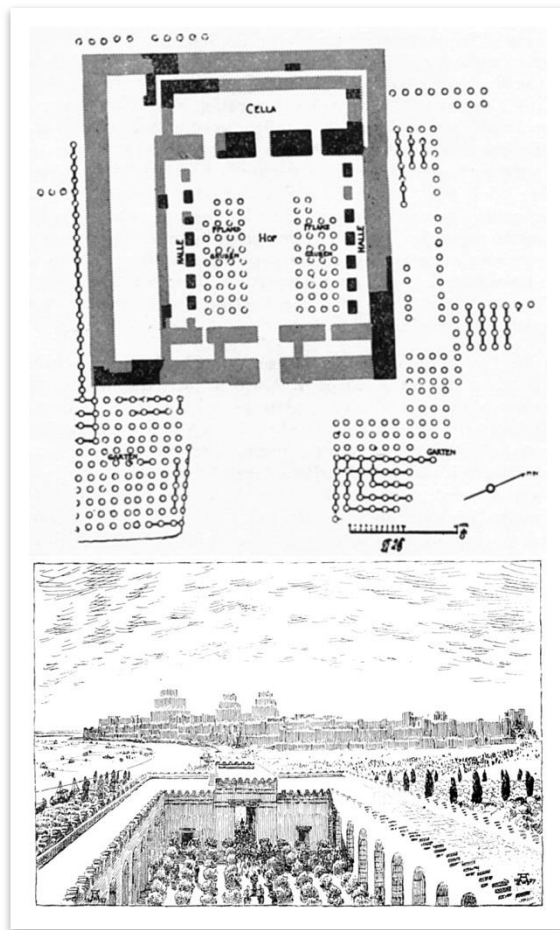 CELLA
HOF
HALLE
HALLE
PFLANZ
GRUBEN
PFLANZ
GRUBEN
GARTEN
GARTEN